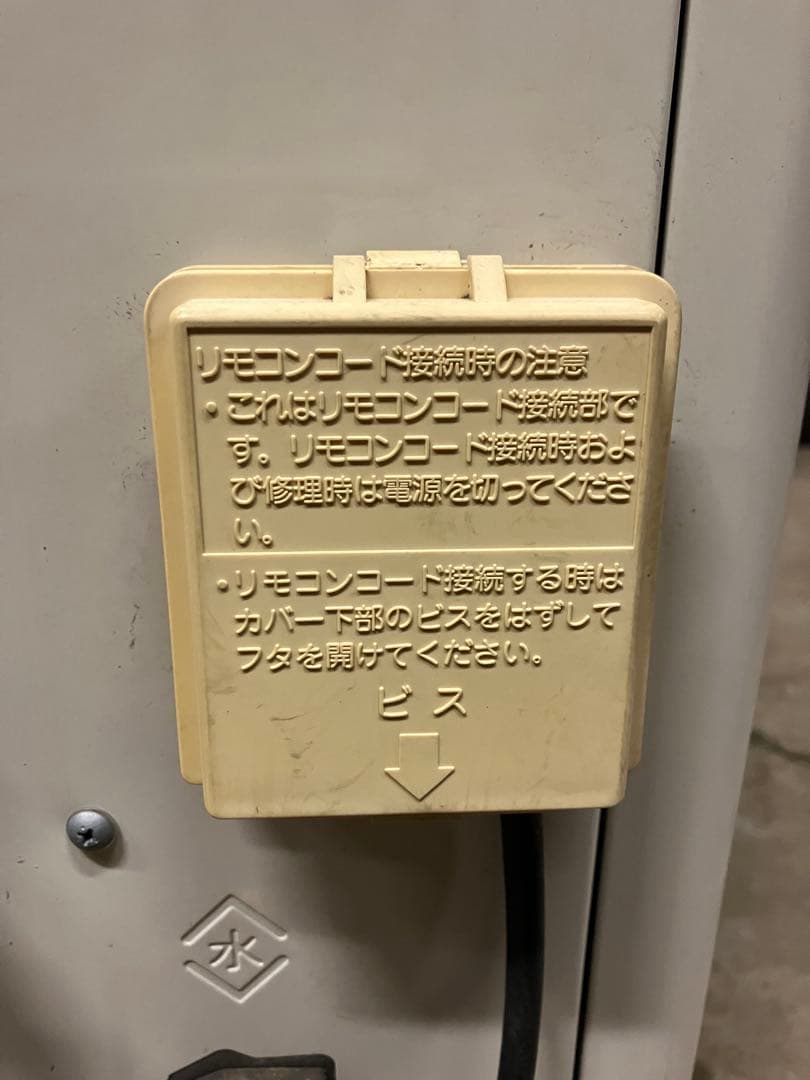 リモコンコード接続時の注意
・これはリモコンコード接続部で
す。リモコンコード接続時およ
び修理時は電源を切ってくださ
い。
・リモコンコード接続する時は
カバー下部のビスをはずして
フタを開けてください。
ビス
水